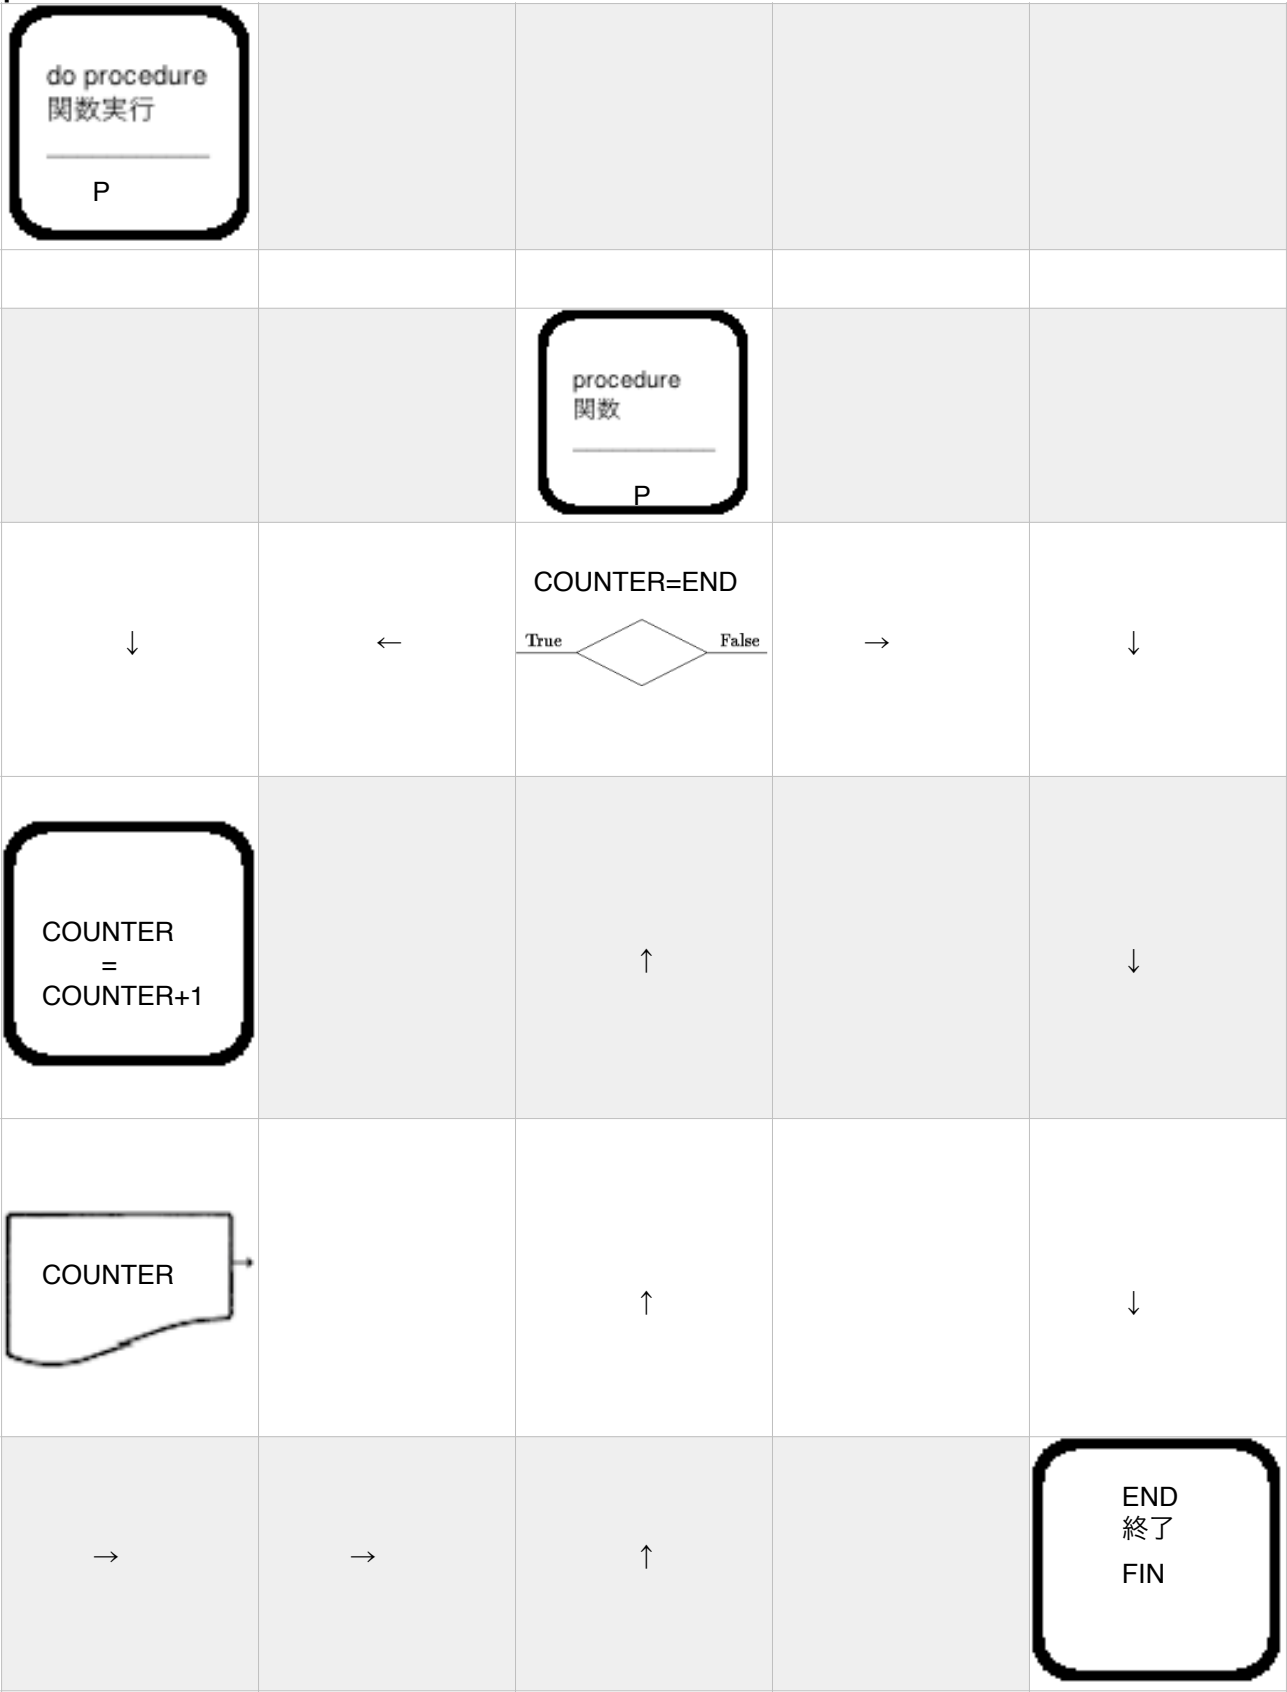 do procedure
関数実行
P
procedure
関数
P
COUNTER=END
True
False
↓
←
→
↓
COUNTER
=
COUNTER+1
↑
↓
COUNTER
↑
↓
→
→
↑
END
終了
FIN